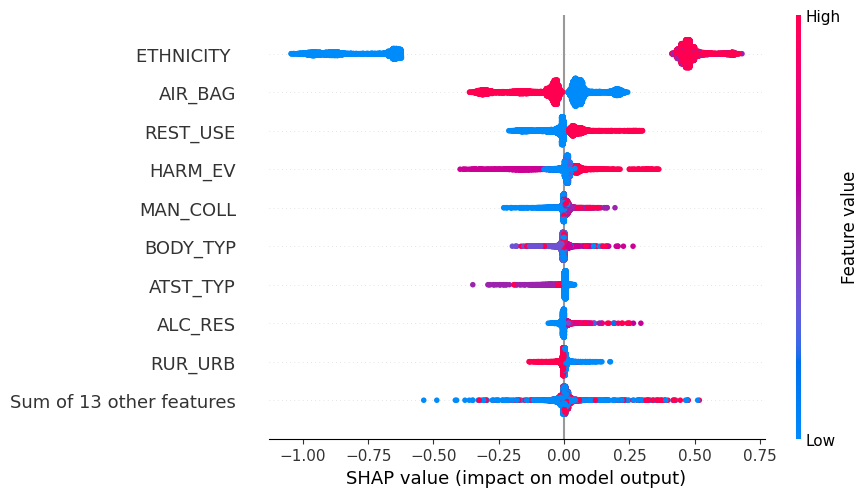 High
ETHNICITY
AIR_BAG
REST_USE
HARM_EV
MAN_COLL
BODY_TYP
ATST_TYP
ALC_RES
RUR_URB
Sum of 13 other features
Feature value
Low
−1.00 −0.75 −0.50 −0.25 0.00 0.25 0.50 0.75
SHAP value (impact on model output)